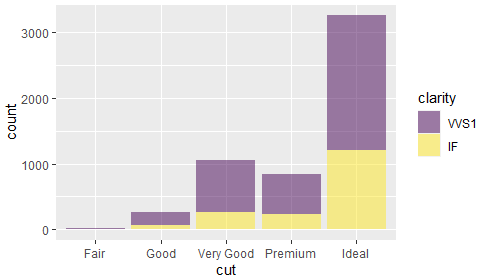 3000
2000
1000
0
count
Fair
Good
Very Good
Premium
Ideal
cut
clarity
VVS1
IF